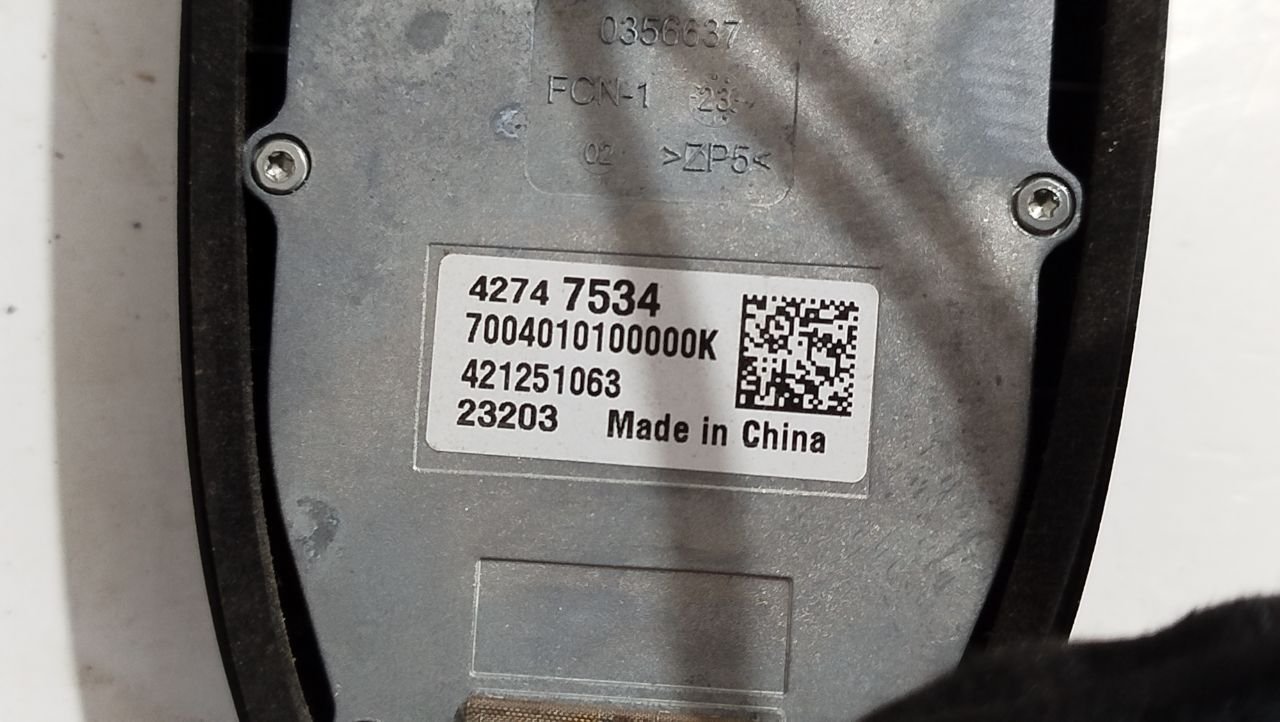 0356637
FCN-1 23
02 >ZP5<
4274 7534
7004010100000K
421251063
23203 Made in China